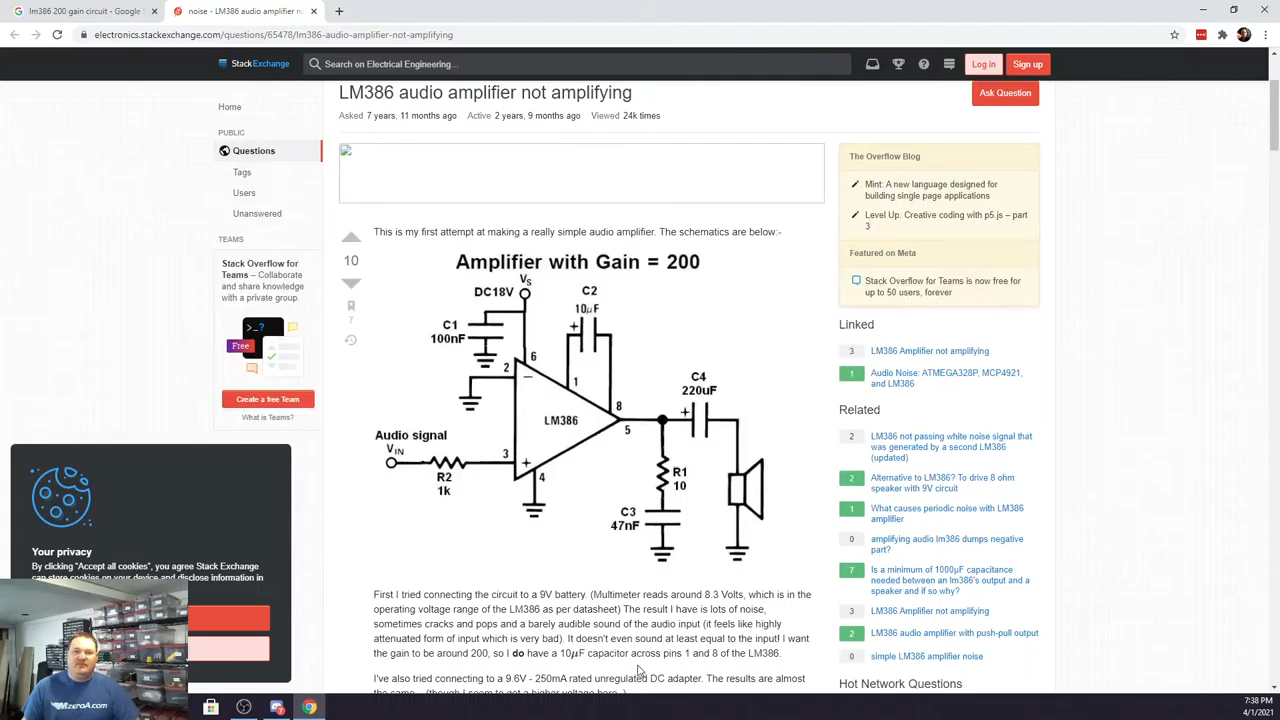 lm386 200 gain circuit - Google S
noise - LM386 audio amplifier no
electronics.stackexchange.com/questions/65478/lm386-audio-amplifier-not-amplifying
StackExchange
Search on Electrical Engineering...
Log in
Sign up
Home
PUBLIC
Questions
Tags
Users
Unanswered
TEAMS
Stack Overflow for
Teams – Collaborate
and share knowledge
with a private group.
>_?
Free
Create a free Team
What is Teams?
Your privacy
By clicking "Accept all cookies", you agree Stack Exchange
can store cookies on your device and disclose information in
LM386 audio amplifier not amplifying
Ask Question
Asked 7 years, 11 months ago Active 2 years, 9 months ago Viewed 24k times
10
7
This is my first attempt at making a really simple audio amplifier. The schematics are below:-
Amplifier with Gain = 200
VS
DC18V
C2
10μF
C1
100nF
6
2
1
C4
220uF
8
LM386
5
Audio signal
VIN
3
R2
1k
4
R1
10
C3
47nF
First I tried connecting the circuit to a 9V battery. (Multimeter reads around 8.3 Volts, which is in the
operating voltage range of the LM386 as per datasheet) The result I have is lots of noise,
sometimes cracks and pops and a barely audible sound of the audio input (it feels like highly
attenuated form of input which is very bad). It doesn't even sound at least equal to the input! I want
the gain to be around 200, so I do have a 10μF capacitor across pins 1 and 8 of the LM386.
I've also tried connecting to a 9.6V - 250mA rated unregulated DC adapter. The results are almost
the same... (though I seem to get a higher voltage here..)
The Overflow Blog
Mint: A new language designed for
building single page applications
Level Up: Creative coding with p5.js – part
3
Featured on Meta
Stack Overflow for Teams is now free for
up to 50 users, forever
Linked
3 LM386 Amplifier not amplifying
1 Audio Noise: ATMEGA328P, MCP4921,
and LM386
Related
2 LM386 not passing white noise signal that
was generated by a second LM386
(updated)
2 Alternative to LM386? To drive 8 ohm
speaker with 9V circuit
1 What causes periodic noise with LM386
amplifier
0 amplifying audio lm386 dumps negative
part?
7 Is a minimum of 1000µF capacitance
needed between an lm386's output and a
speaker and if so why?
3 LM386 Amplifier not amplifying
2 LM386 audio amplifier with push-pull output
0 simple LM386 amplifier noise
Hot Network Questions
WizeroA.com
7:38 PM
4/1/2021